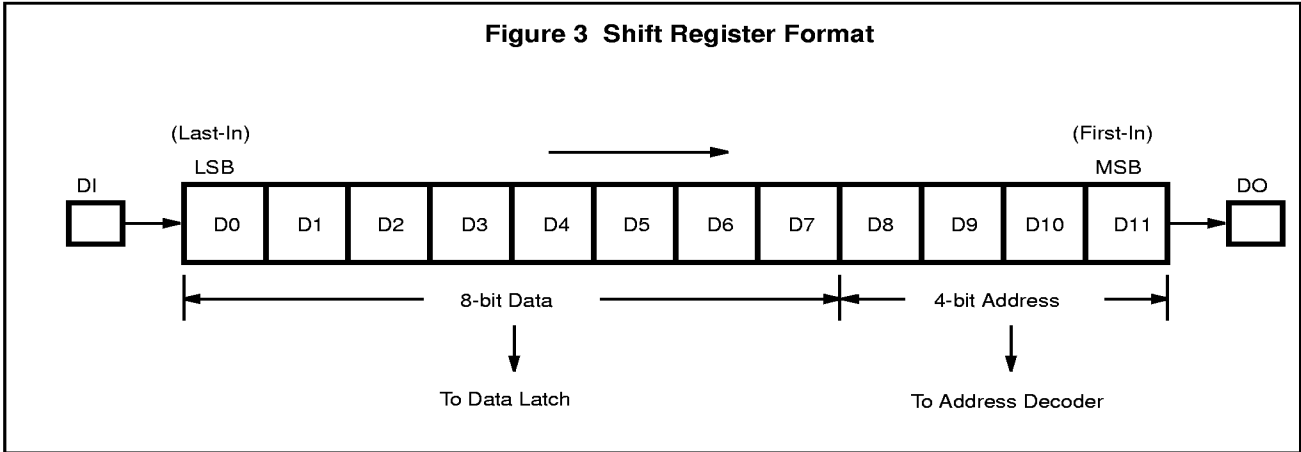 Figure 3 Shift Register Format
(Last-In)
(First-In)
LSB
MSB
DI
DO
D0 D1 D2 D3 D4 D5 D6 D7 D8 D9 D10 D11
8-bit Data
4-bit Address
To Data Latch
To Address Decoder